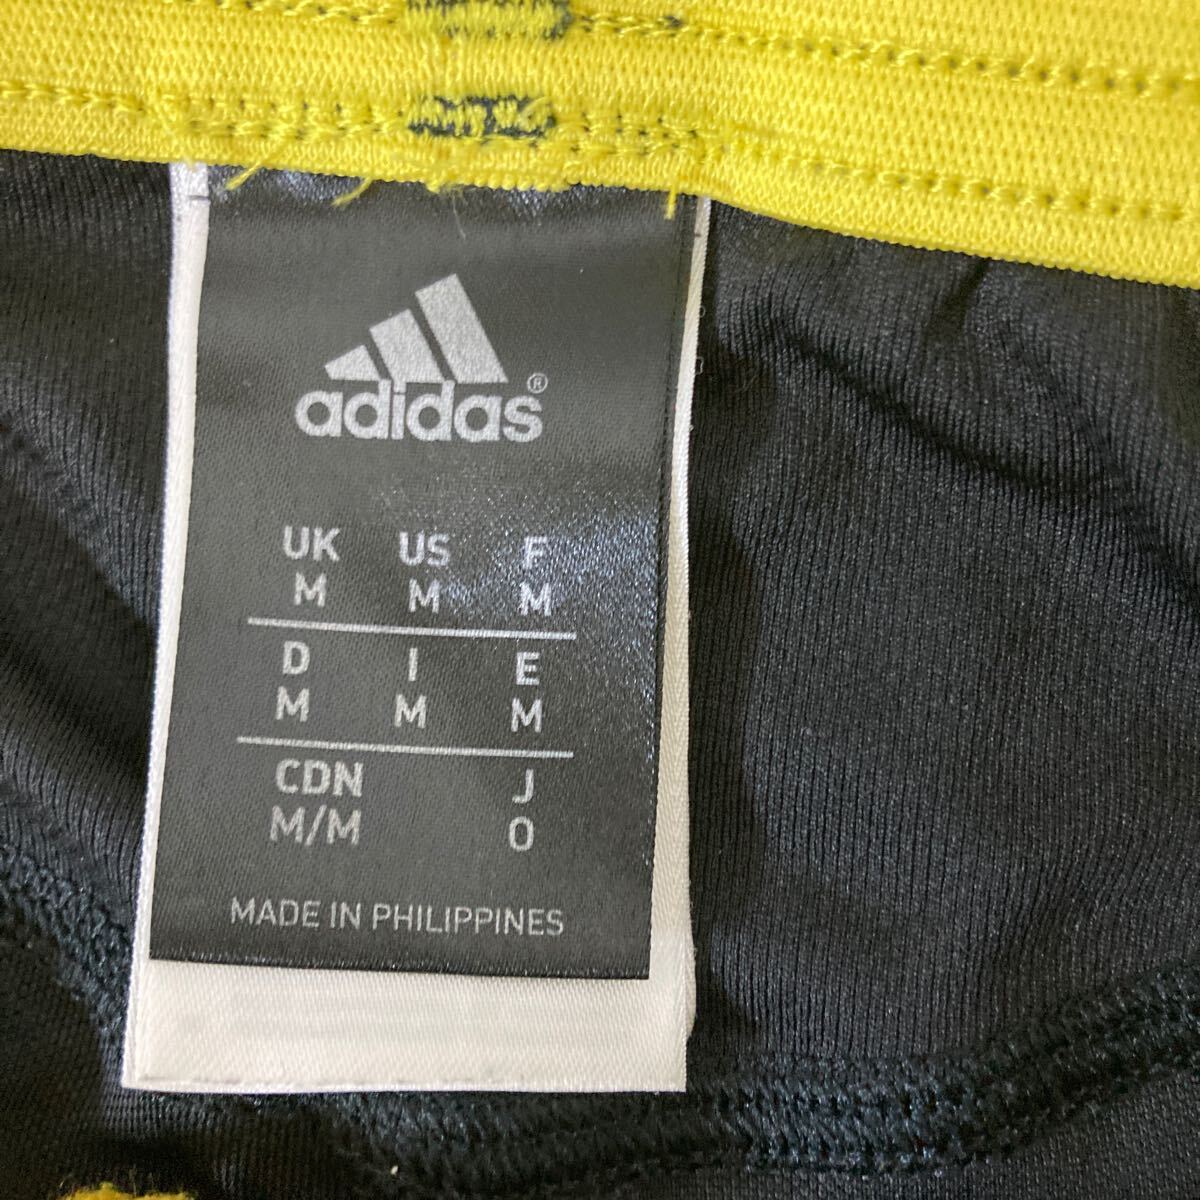 adidas®
UK US F
M M M
D I E
M M M
CDN J
M/M O
MADE IN PHILIPPINES